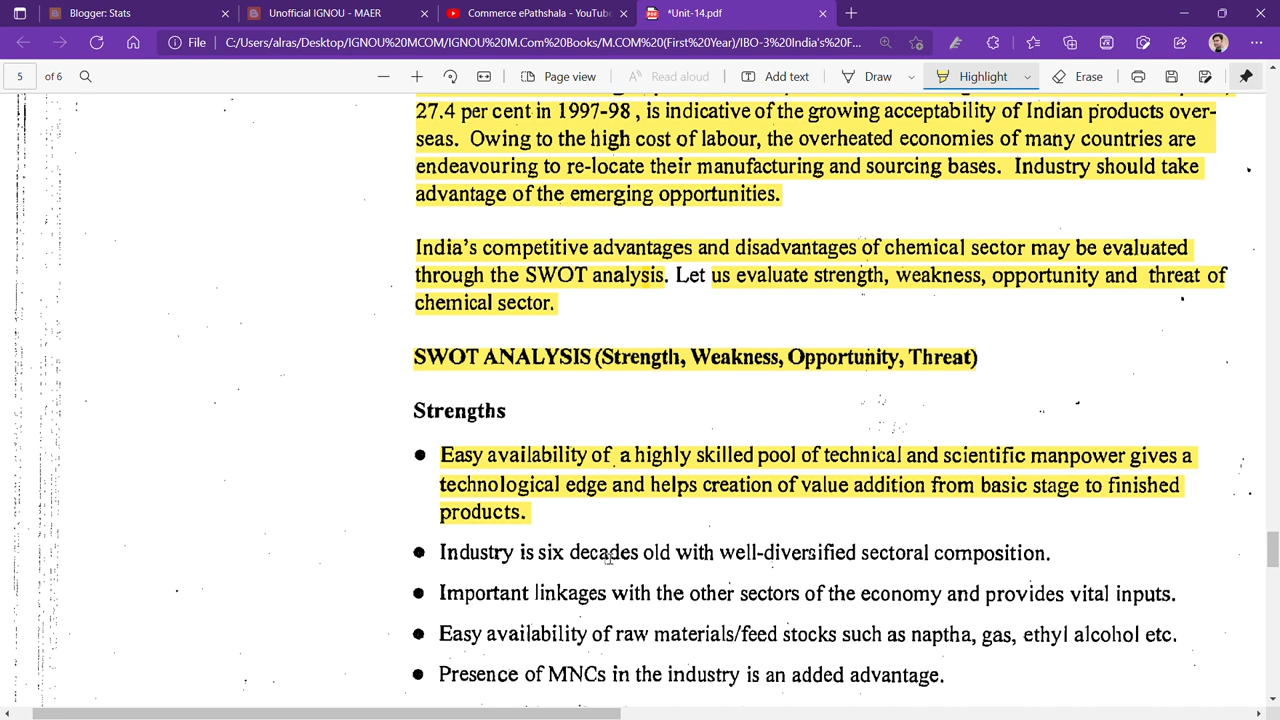 Blogger: Stats
Unofficial IGNOU - MAER
Commerce ePathshala - YouTube
*Unit-14.pdf
File
C:/Users/alras/Desktop/IGNOU%20MCOM/IGNOU%20M.Com%20Books/M.COM%20(First%20Year)/IBO-3%20India's%20F...
5 of 6
Page view
Read aloud
Add text
Draw
Highlight
Erase
27.4 per cent in 1997-98 , is indicative of the growing acceptability of Indian products over-
seas. Owing to the high cost of labour, the overheated economies of many countries are
endeavouring to re-locate their manufacturing and sourcing bases. Industry should take
advantage of the emerging opportunities.
India's competitive advantages and disadvantages of chemical sector may be evaluated
through the SWOT analysis. Let us evaluate strength, weakness, opportunity and threat of
chemical sector.
SWOT ANALYSIS (Strength, Weakness, Opportunity, Threat)
Strengths
● Easy availability of a highly skilled pool of technical and scientific manpower gives a
technological edge and helps creation of value addition from basic stage to finished
products.
● Industry is six decades old with well-diversified sectoral composition.
● Important linkages with the other sectors of the economy and provides vital inputs.
● Easy availability of raw materials/feed stocks such as naptha, gas, ethyl alcohol etc.
● Presence of MNCs in the industry is an added advantage.